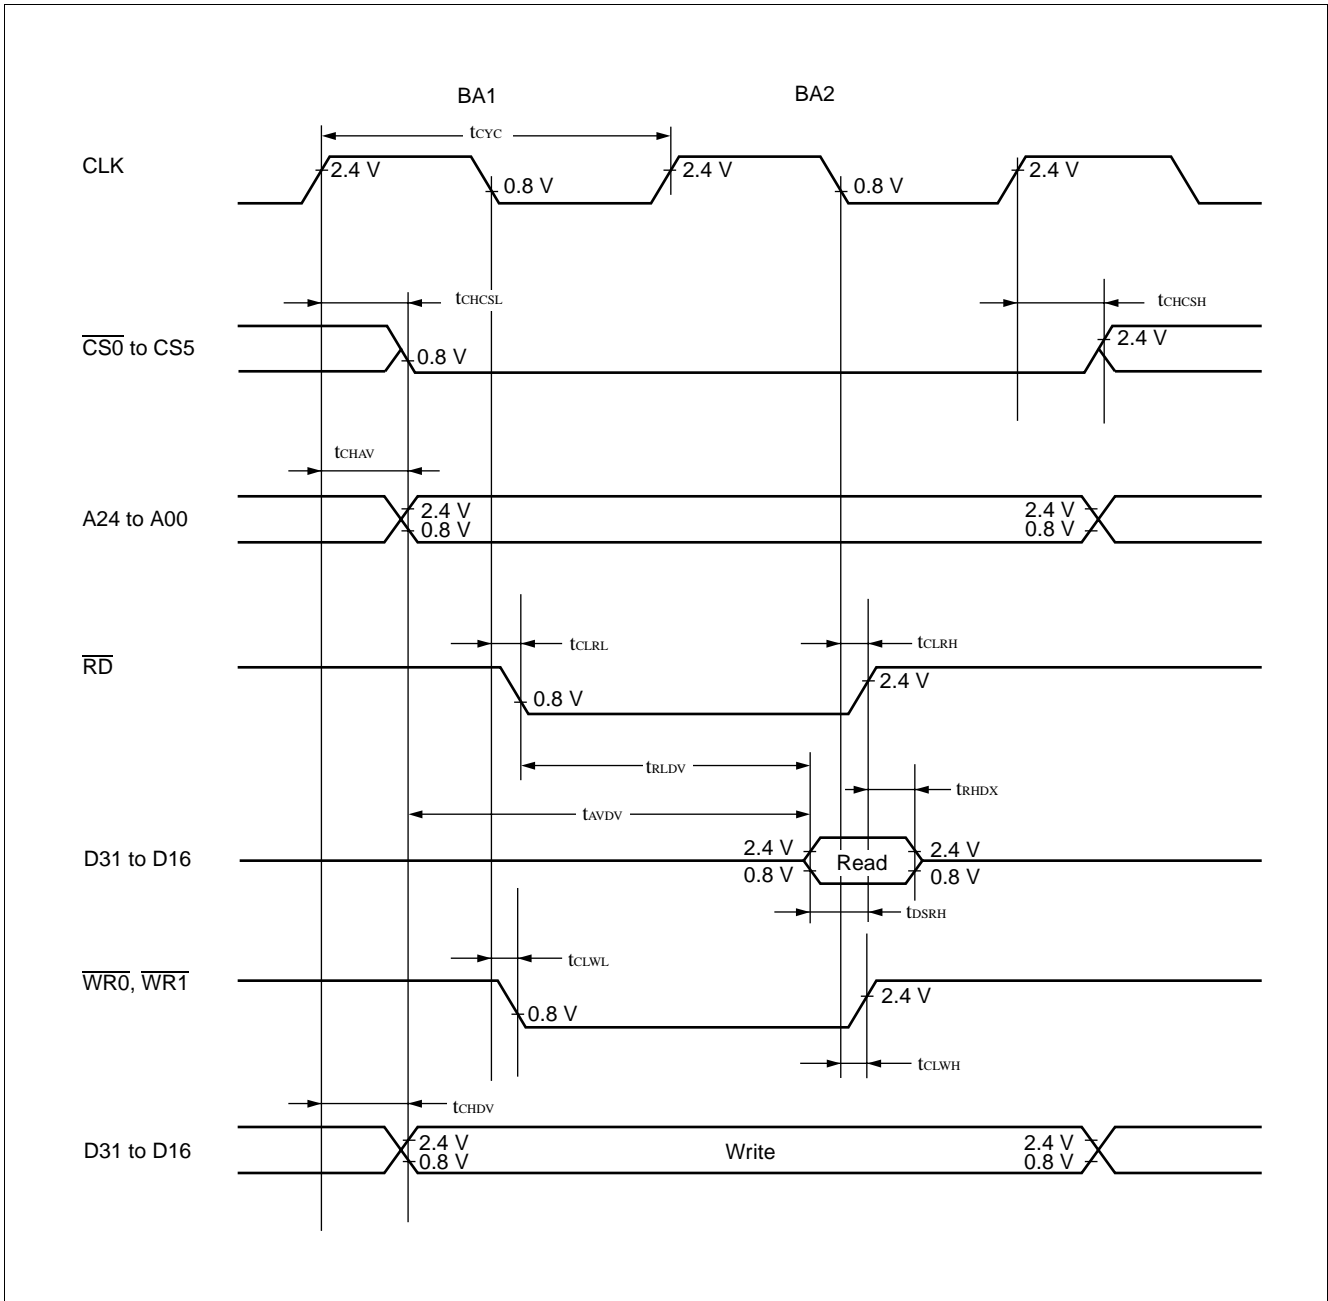 BA1 BA2
tCYC
CLK 2.4 V 0.8 V 2.4 V 0.8 V 2.4 V
tCHCSL tCHCSH
CS0 to CS5 0.8 V 2.4 V
tCHAV
A24 to A00 2.4 V 2.4 V
0.8 V 0.8 V
tCLRL tCLRH
RD 0.8 V 2.4 V
tRLDV tRHDX
tAVDV
D31 to D16 2.4 V Read 2.4 V
0.8 V 0.8 V
tDSRH
tCLWL
WR0, WR1 0.8 V 2.4 V
tCLWH
tCHDV
D31 to D16 2.4 V Write 2.4 V
0.8 V 0.8 V